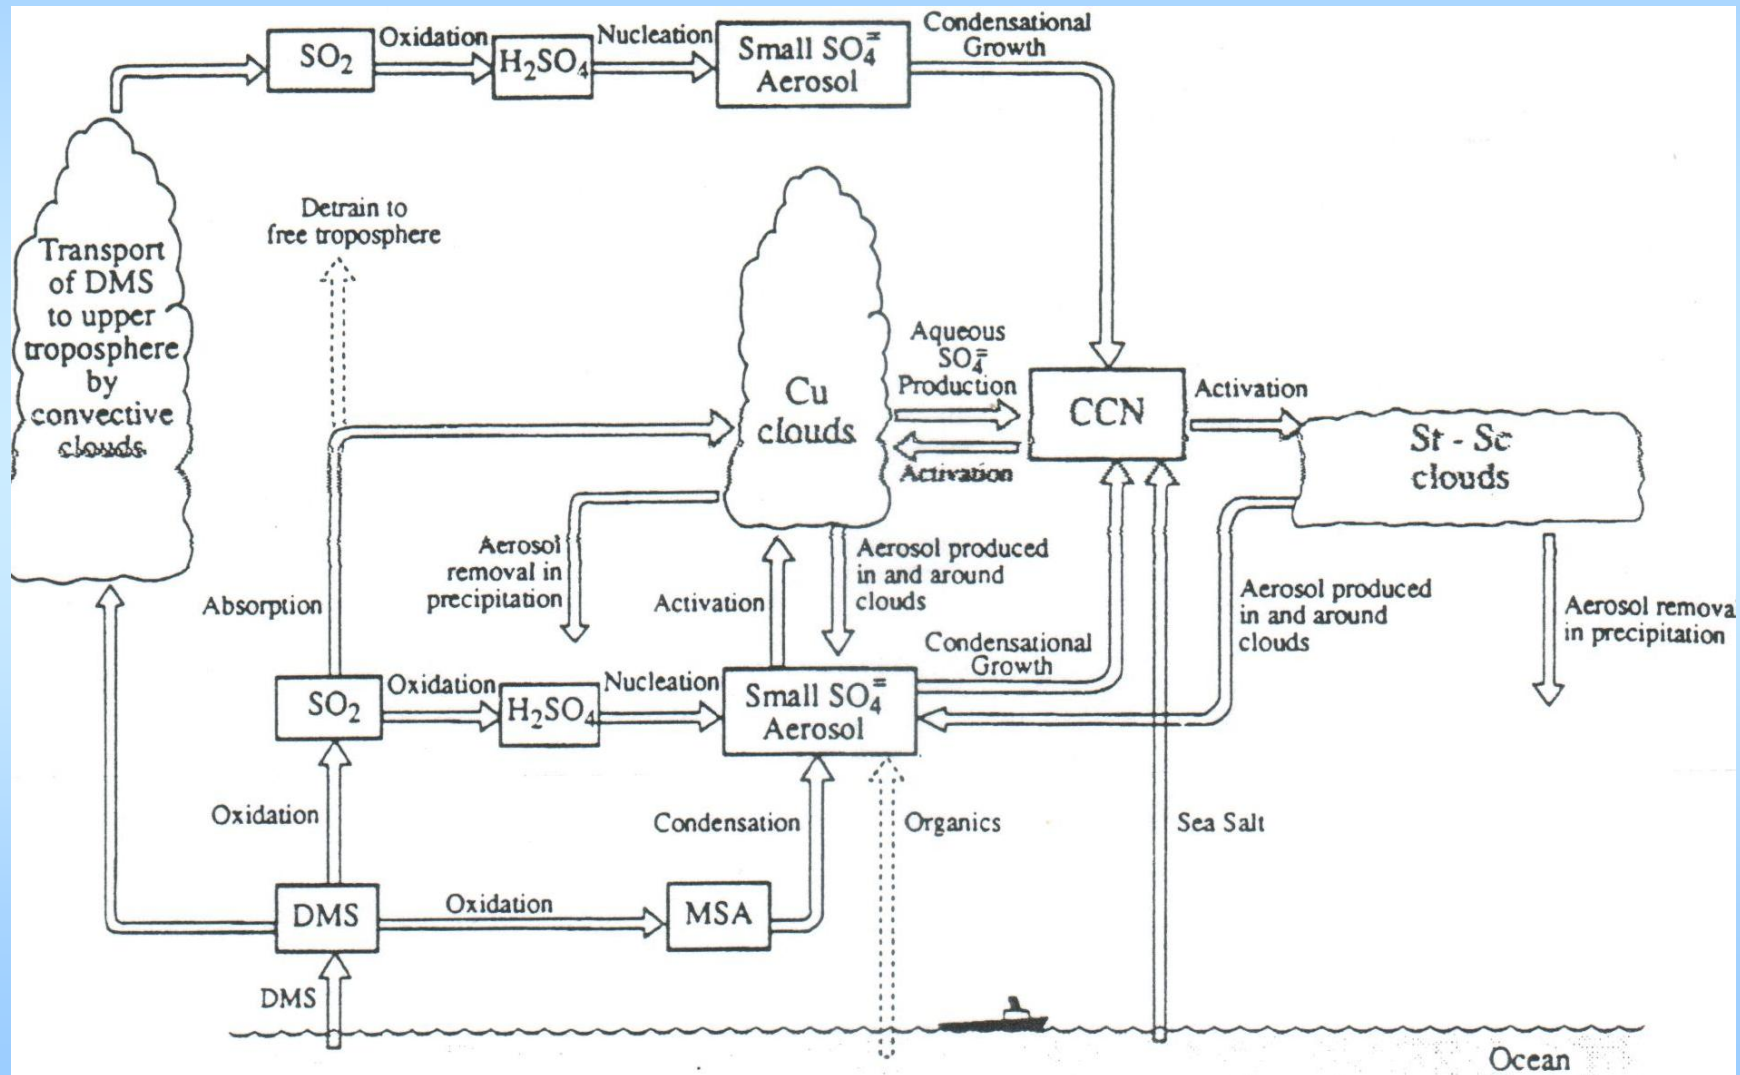 SO₂
Oxidation
H₂SO₄
Nucleation
Small SO₄⁼
Aerosol
Condensational
Growth
Detrain to
free troposphere
Transport
of DMS
to upper
troposphere
by
convective
clouds
Cu
clouds
Aqueous
SO₄⁼
Production
Activation
CCN
Activation
St - Sc
clouds
Aerosol
removal in
precipitation
Absorption
Activation
Aerosol produced
in and around
clouds
Condensational
Growth
Aerosol produced
in and around
clouds
Aerosol remova
in precipitation
SO₂
Oxidation
H₂SO₄
Nucleation
Small SO₄⁼
Aerosol
Oxidation
Condensation
Organics
Sea Salt
DMS
Oxidation
MSA
DMS
Ocean